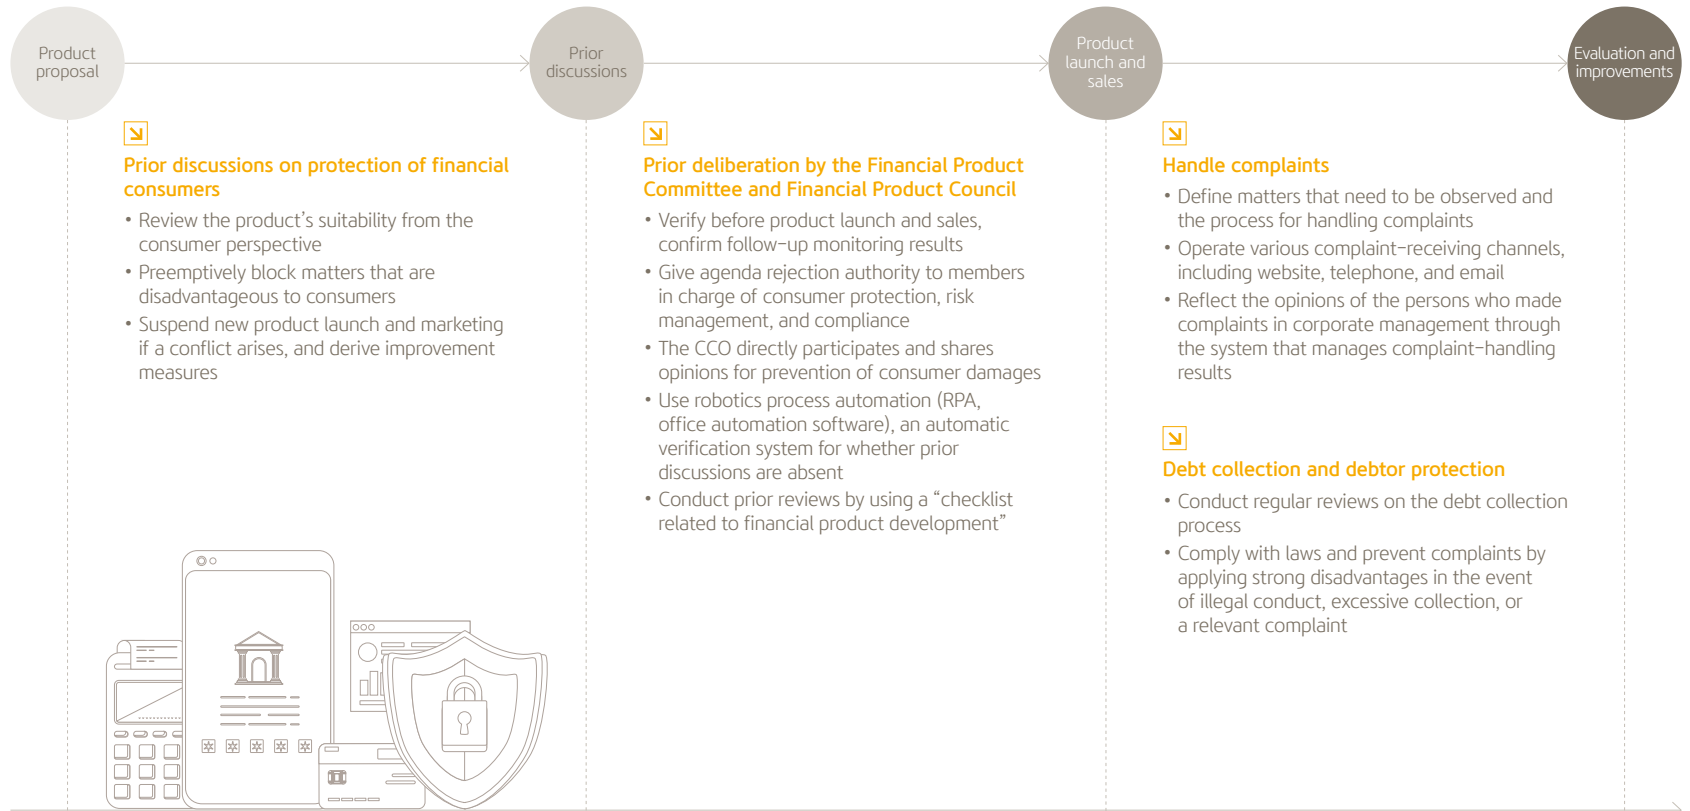 Product
proposal
Prior
discussions
Product
launch and
sales
Evaluation and
improvements
Prior discussions on protection of financial
consumers
• Review the product's suitability from the
consumer perspective
• Preemptively block matters that are
disadvantageous to consumers
• Suspend new product launch and marketing
if a conflict arises, and derive improvement
measures
Prior deliberation by the Financial Product
Committee and Financial Product Council
• Verify before product launch and sales,
confirm follow-up monitoring results
• Give agenda rejection authority to members
in charge of consumer protection, risk
management, and compliance
• The CCO directly participates and shares
opinions for prevention of consumer damages
• Use robotics process automation (RPA,
office automation software), an automatic
verification system for whether prior
discussions are absent
• Conduct prior reviews by using a “checklist
related to financial product development”
Handle complaints
• Define matters that need to be observed and
the process for handling complaints
• Operate various complaint-receiving channels,
including website, telephone, and email
• Reflect the opinions of the persons who made
complaints in corporate management through
the system that manages complaint-handling
results
Debt collection and debtor protection
• Conduct regular reviews on the debt collection
process
• Comply with laws and prevent complaints by
applying strong disadvantages in the event
of illegal conduct, excessive collection, or
a relevant complaint